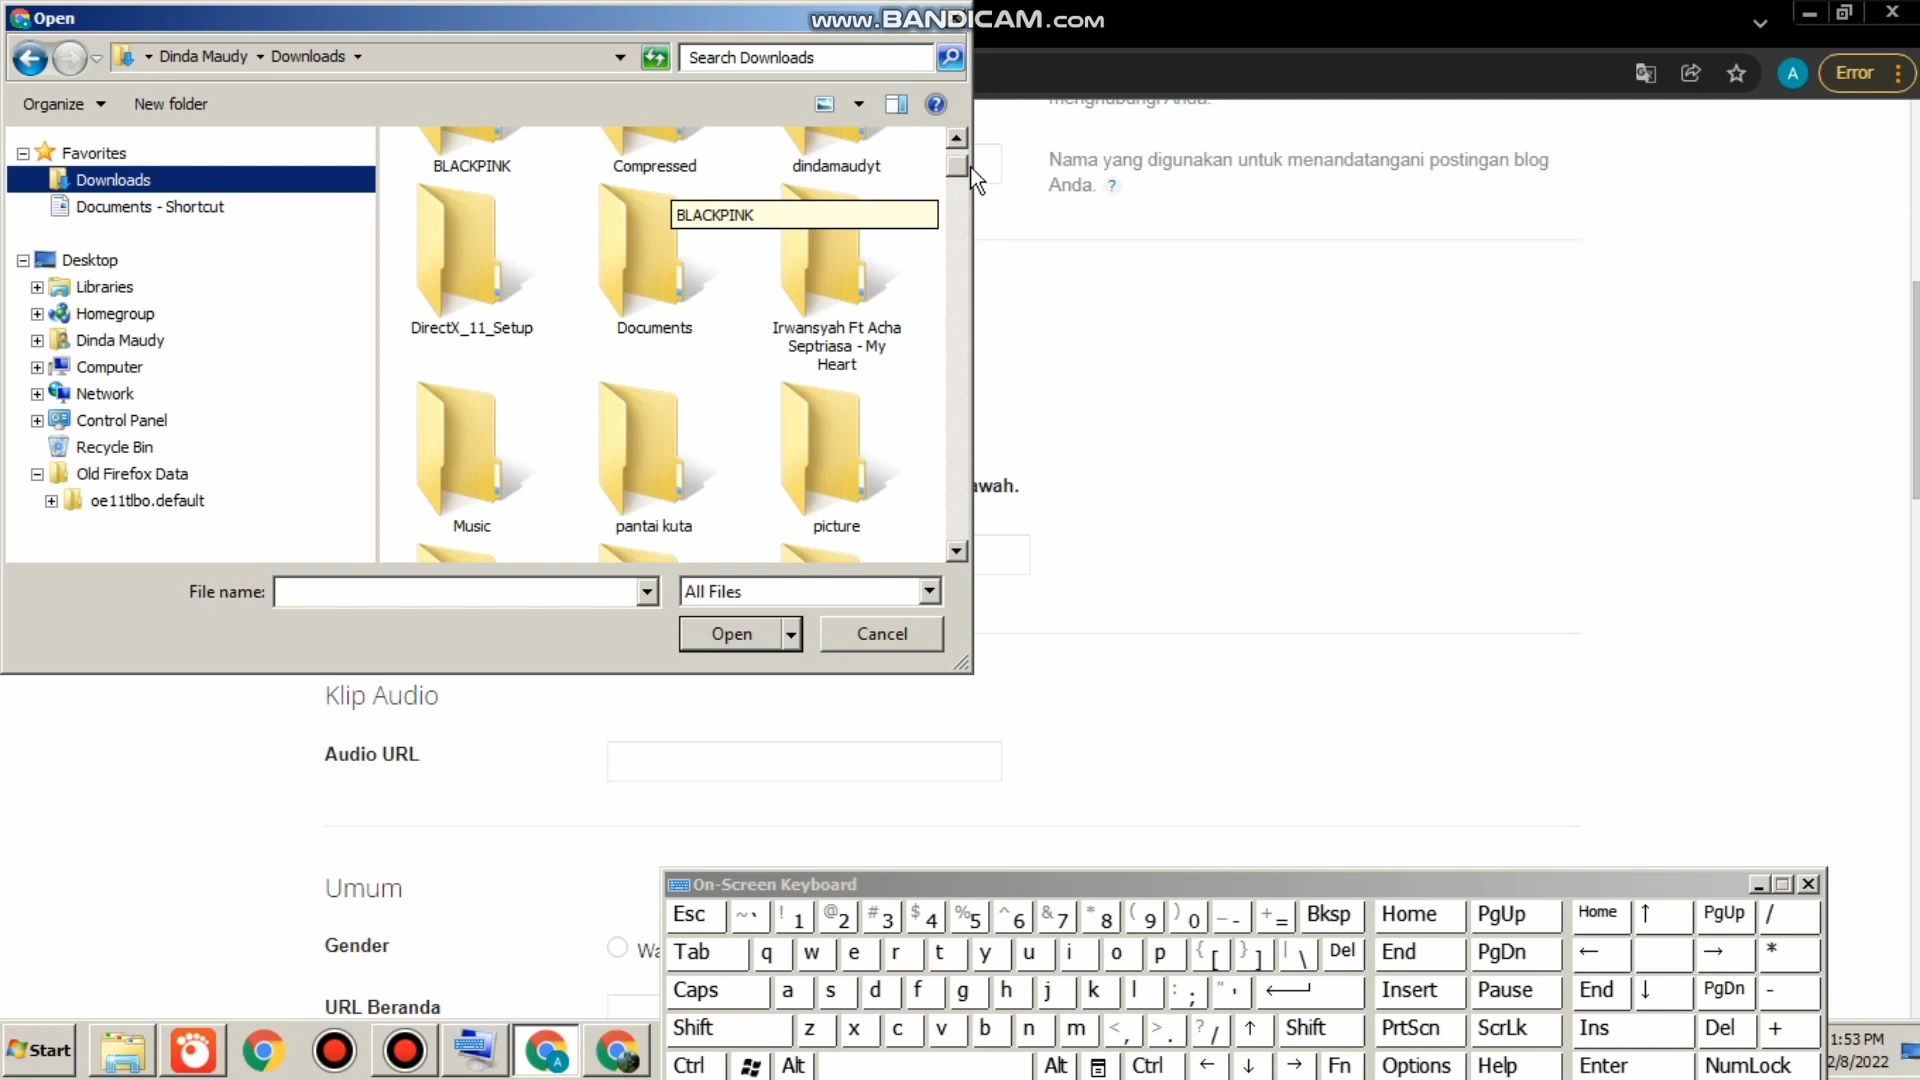 Open
www.BANDICAM.com
Dinda Maudy Downloads
Search Downloads
Error
A
Organize
New folder
menghubungi Anda.
Favorites
Downloads
Documents - Shortcut
Desktop
Libraries
Homegroup
Dinda Maudy
Computer
Network
Control Panel
Recycle Bin
Old Firefox Data
oe11tlbo.default
BLACKPINK
Compressed
dindamaudyt
BLACKPINK
DirectX_11_Setup
Documents
Irwansyah Ft Acha
Septriasa - My
Heart
Music
pantai kuta
picture
Nama yang digunakan untuk menandatangani postingan blog
Anda. ?
awah.
File name:
All Files
Open
Cancel
Klip Audio
Audio URL
Umum
Gender
Wa
URL Beranda
On-Screen Keyboard
Esc ~ ` ! 1 @ 2 # 3 $ 4 % 5 ^ 6 & 7 * 8 ( 9 ) 0 _ - + = Bksp Home PgUp Home ↑ PgUp /
Tab q w e r t y u i o p { [ } ] | \ Del End PgDn ← → *
Caps a s d f g h j k l : ; " ' Insert Pause End ↓ PgDn -
Shift z x c v b n m < , > . ? / ↑ Shift PrtScn ScrLk Ins Del +
Ctrl Alt Alt Ctrl ← ↓ → Fn Options Help Enter NumLock
Start
A
1:53 PM
2/8/2022